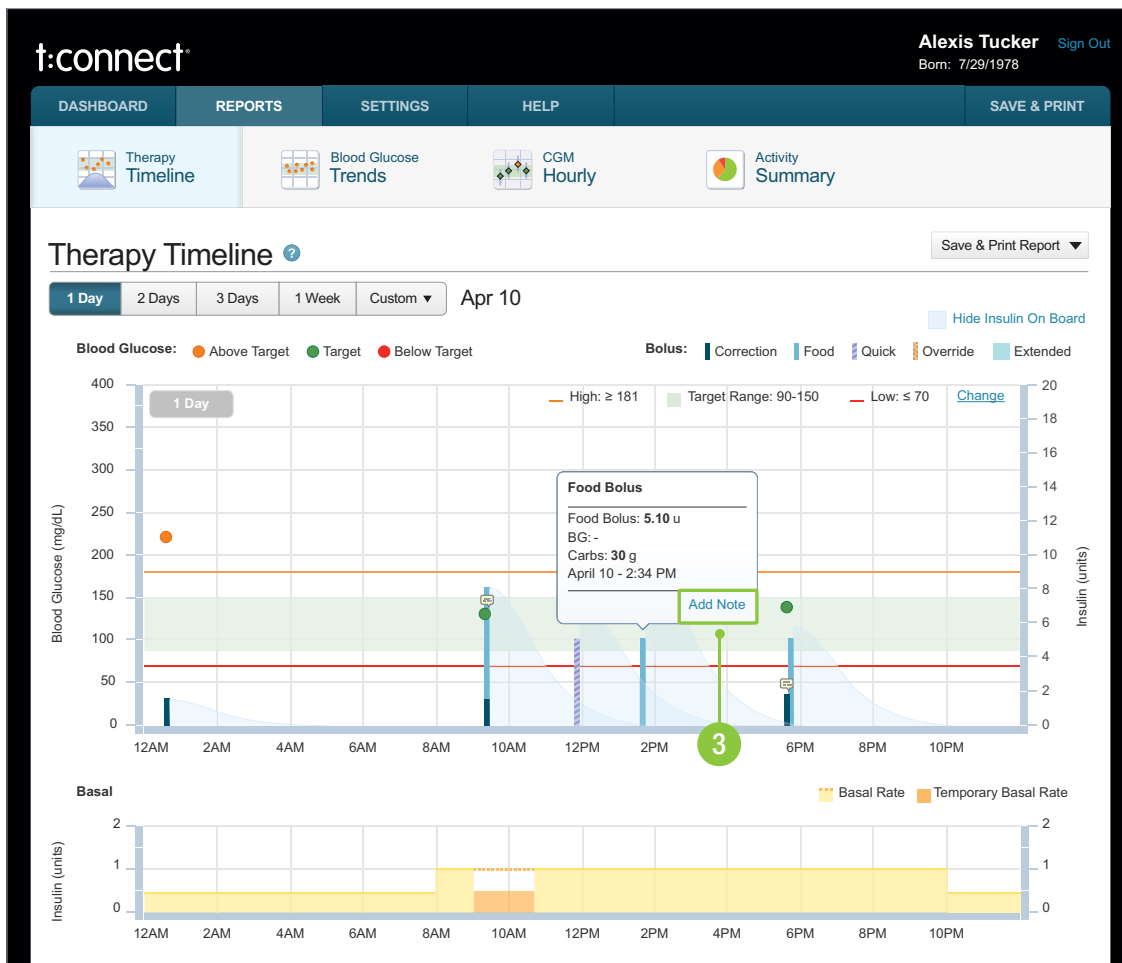 t:connect
Alexis Tucker Sign Out
Born: 7/29/1978
DASHBOARD REPORTS SETTINGS HELP SAVE & PRINT
Therapy
Timeline
Blood Glucose
Trends
CGM
Hourly
Activity
Summary
Therapy Timeline ?
Save & Print Report
1 Day 2 Days 3 Days 1 Week Custom Apr 10
Hide Insulin On Board
Blood Glucose: Above Target Target Below Target
Bolus: Correction Food Quick Override Extended
1 Day
High: ≥ 181 Target Range: 90-150 Low: ≤ 70 Change
Blood Glucose (mg/dL)
400
350
300
250
200
150
100
50
0
Food Bolus
Food Bolus: 5.10 u
BG: -
Carbs: 30 g
April 10 - 2:34 PM
Add Note
3
20
18
16
14
12
10
8
6
4
2
0
Insulin (units)
12AM 2AM 4AM 6AM 8AM 10AM 12PM 2PM 6PM 8PM 10PM
Basal
Basal Rate Temporary Basal Rate
Insulin (units)
2
1
0
2
1
0
12AM 2AM 4AM 6AM 8AM 10AM 12PM 2PM 4PM 6PM 8PM 10PM